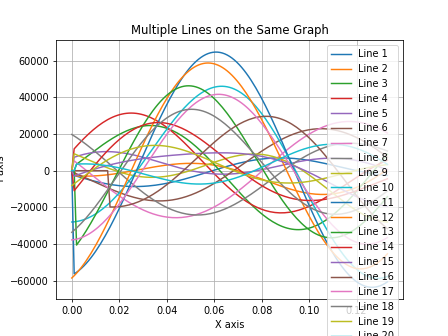 Multiple Lines on the Same Graph
60000
40000
20000
0
−20000
−40000
−60000
0.00
0.02
0.04
0.06
0.08
0.10
X axis
axis
Line 1
Line 2
Line 3
Line 4
Line 5
Line 6
Line 7
Line 8
Line 9
Line 10
Line 11
Line 12
Line 13
Line 14
Line 15
Line 16
Line 17
Line 18
Line 19
Line 20